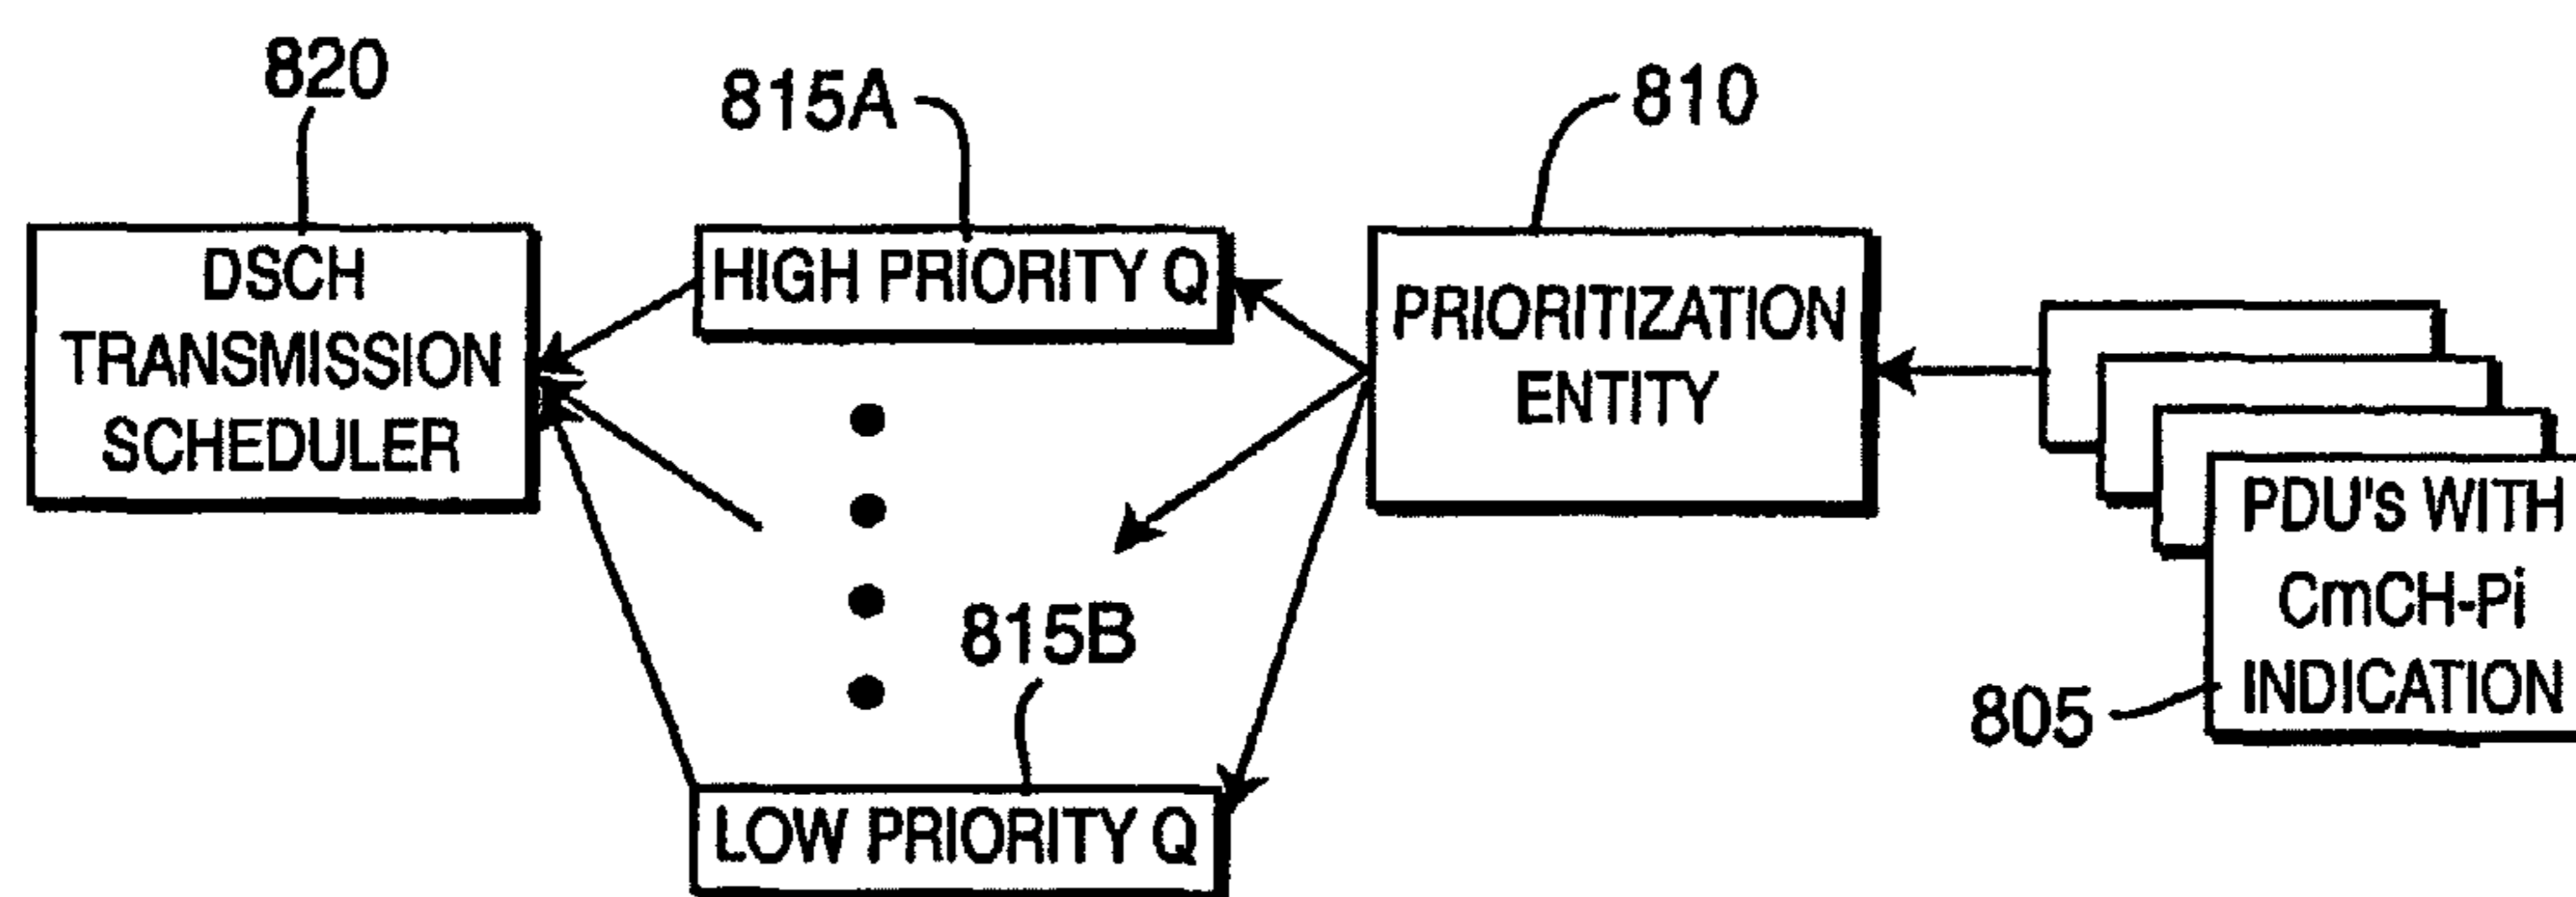 820
815A
810
DSCH
TRANSMISSION
SCHEDULER
HIGH PRIORITY Q
PRIORITIZATION
ENTITY
815B
LOW PRIORITY Q
PDU'S WITH
CmCH-Pi
INDICATION
805